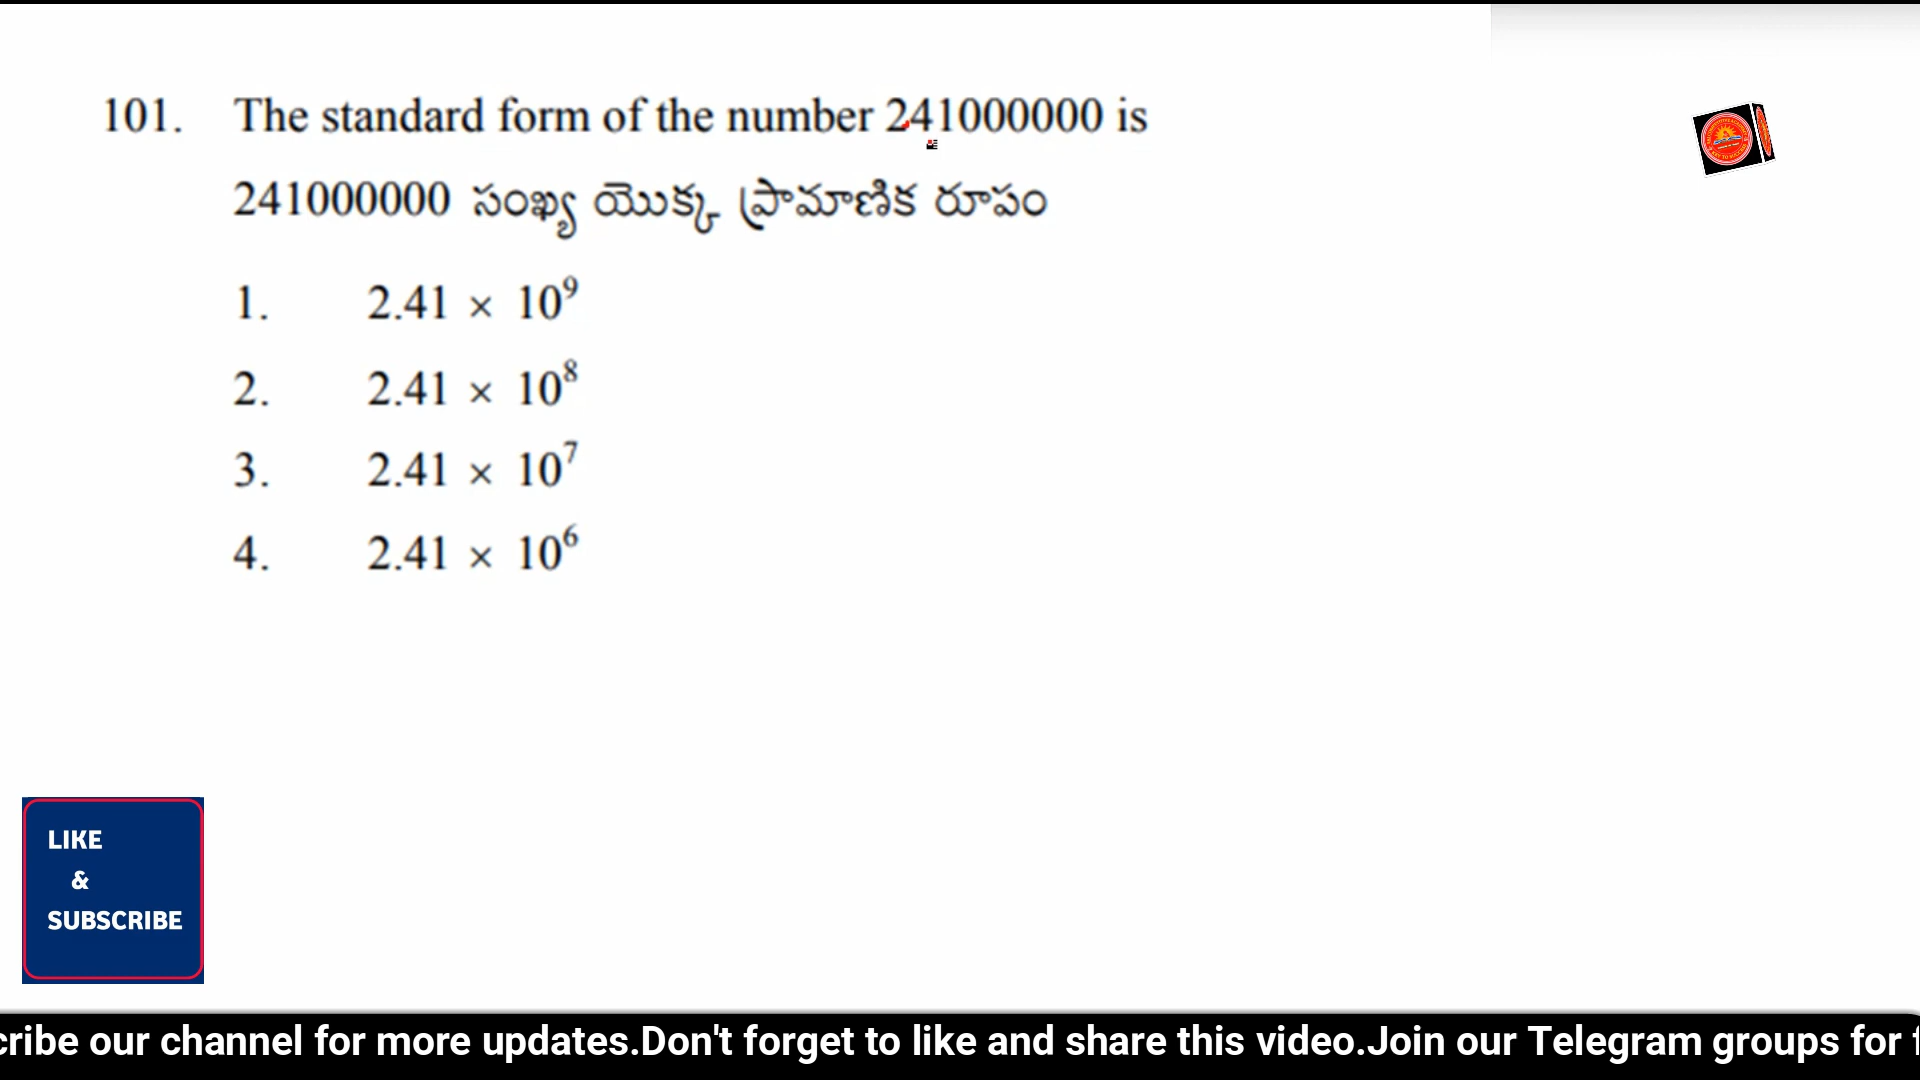 101. The standard form of the number 241000000 is
241000000 సంఖ్య యొక్క ప్రామాణిక రూపం
1. 2.41 × 10⁹
2. 2.41 × 10⁸
3. 2.41 × 10⁷
4. 2.41 × 10⁶
LIKE
&
SUBSCRIBE
cribe our channel for more updates.Don't forget to like and share this video.Join our Telegram groups for f